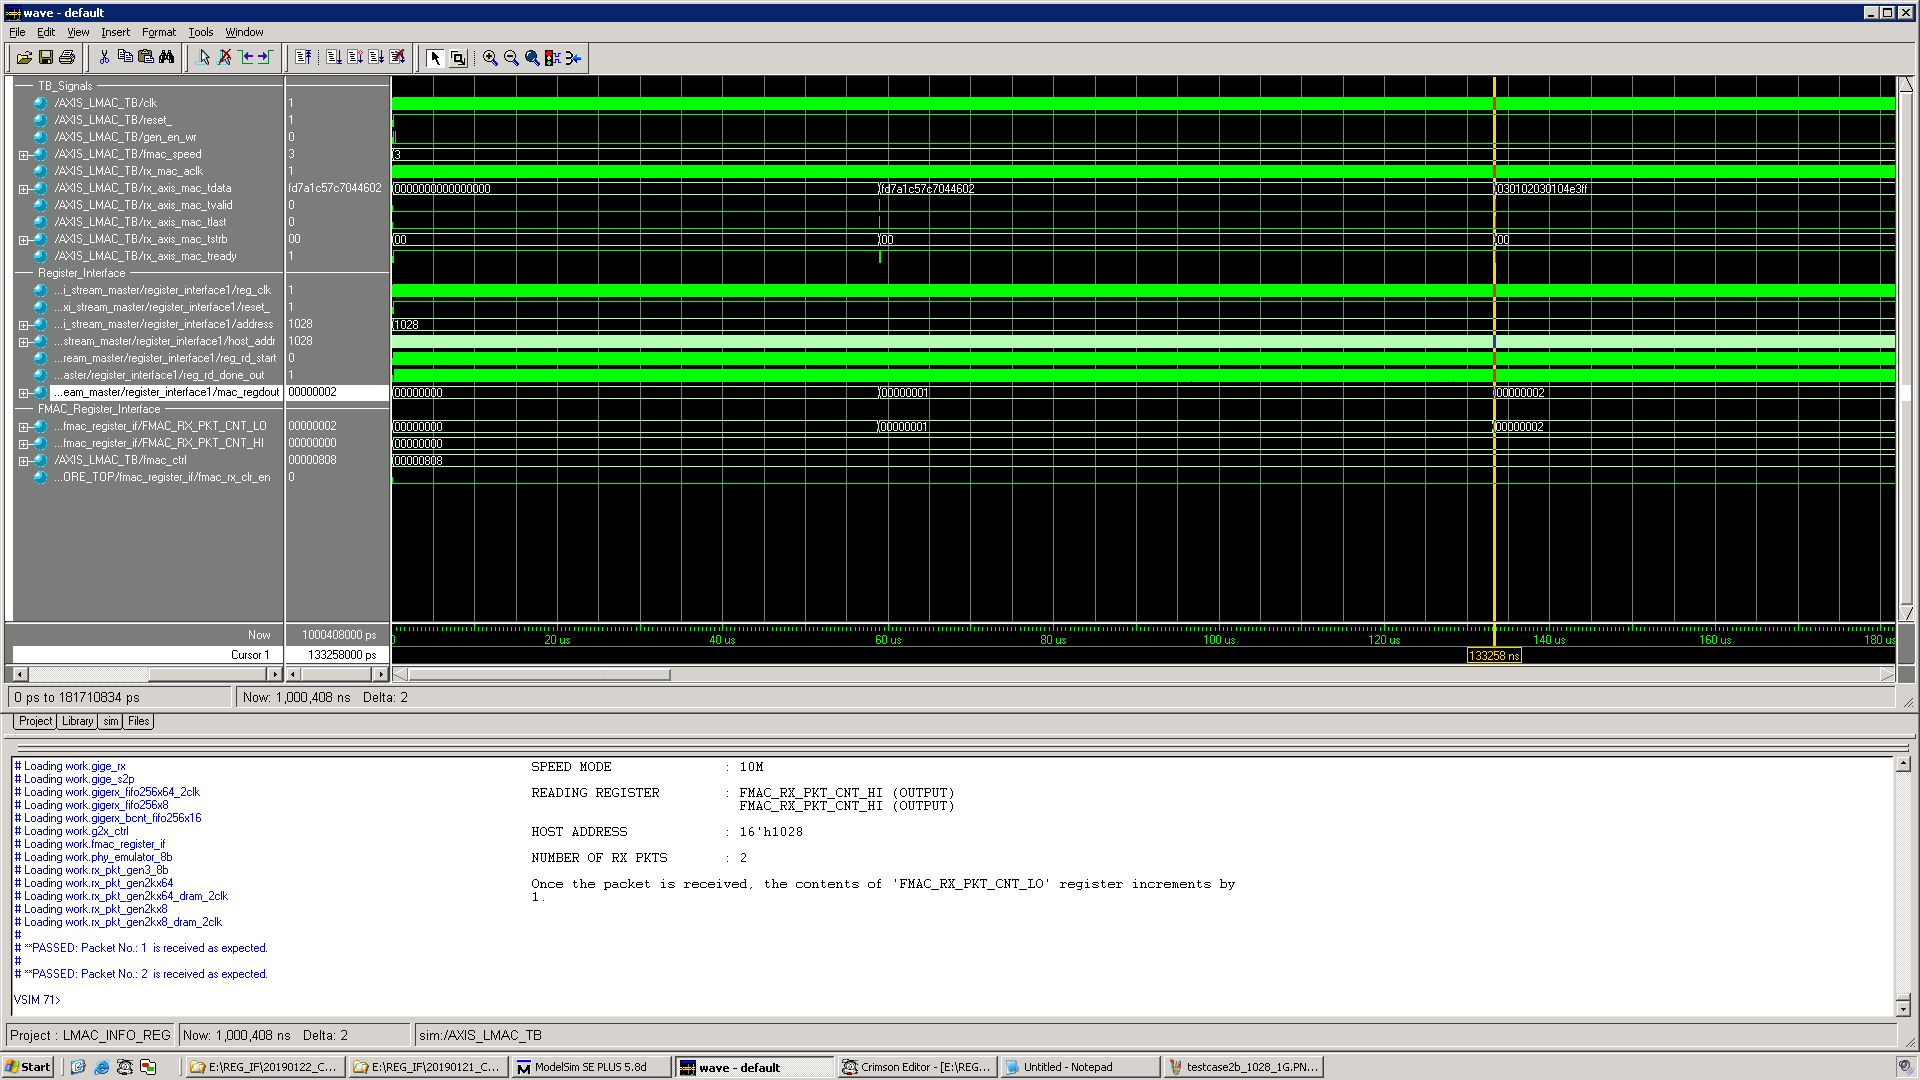 wave - default
File Edit View Insert Format Tools Window
TB_Signals
/AXIS_LMAC_TB/clk 1
/AXIS_LMAC_TB/reset_ 1
/AXIS_LMAC_TB/gen_en_wr 0
/AXIS_LMAC_TB/fmac_speed 3 3
/AXIS_LMAC_TB/rx_mac_aclk 1
/AXIS_LMAC_TB/rx_axis_mac_tdata fd7a1c57c7044602 0000000000000000 fd7a1c57c7044602 030102030104e3ff
/AXIS_LMAC_TB/rx_axis_mac_tvalid 0
/AXIS_LMAC_TB/rx_axis_mac_tlast 0
/AXIS_LMAC_TB/rx_axis_mac_tstrb 00 00 00 00
/AXIS_LMAC_TB/rx_axis_mac_tready 1
Register_Interface
...i_stream_master/register_interface1/reg_clk 1
...xi_stream_master/register_interface1/reset_ 1
...i_stream_master/register_interface1/address 1028 1028
...stream_master/register_interface1/host_addr 1028
...ream_master/register_interface1/reg_rd_start 0
...aster/register_interface1/reg_rd_done_out 1
...eam_master/register_interface1/mac_regdout 00000002 00000000 00000001 00000002
FMAC_Register_Interface
...fmac_register_if/FMAC_RX_PKT_CNT_LO 00000002 00000000 00000001 00000002
...fmac_register_if/FMAC_RX_PKT_CNT_HI 00000000 00000000
/AXIS_LMAC_TB/fmac_ctrl 00000808 00000808
...ORE_TOP/fmac_register_if/fmac_rx_clr_en 0
Now 1000408000 ps 0 20 us 40 us 60 us 80 us 100 us 120 us 140 us 160 us 180 us
Cursor 1 133258000 ps 133258 ns
0 ps to 181710834 ps Now: 1,000,408 ns Delta: 2
Project Library sim Files
# Loading work.gige_rx
# Loading work.gige_s2p
# Loading work.gigerx_fifo256x64_2clk
# Loading work.gigerx_fifo256x8
# Loading work.gigerx_bcnt_fifo256x16
# Loading work.g2x_ctrl
# Loading work.fmac_register_if
# Loading work.phy_emulator_8b
# Loading work.rx_pkt_gen3_8b
# Loading work.rx_pkt_gen2kx64
# Loading work.rx_pkt_gen2kx64_dram_2clk
# Loading work.rx_pkt_gen2kx8
# Loading work.rx_pkt_gen2kx8_dram_2clk
#
# **PASSED: Packet No.: 1 is received as expected.
#
# **PASSED: Packet No.: 2 is received as expected.
VSIM 71>
SPEED MODE : 10M
READING REGISTER : FMAC_RX_PKT_CNT_HI (OUTPUT)
FMAC_RX_PKT_CNT_HI (OUTPUT)
HOST ADDRESS : 16'h1028
NUMBER OF RX PKTS : 2
Once the packet is received, the contents of 'FMAC_RX_PKT_CNT_LO' register increments by
1.
Project : LMAC_INFO_REG Now: 1,000,408 ns Delta: 2 sim:/AXIS_LMAC_TB
Start E:\REG_IF\20190122_C... E:\REG_IF\20190121_C... ModelSim SE PLUS 5.8d wave - default Crimson Editor - [E:\REG... Untitled - Notepad testcase2b_1028_1G.PN...